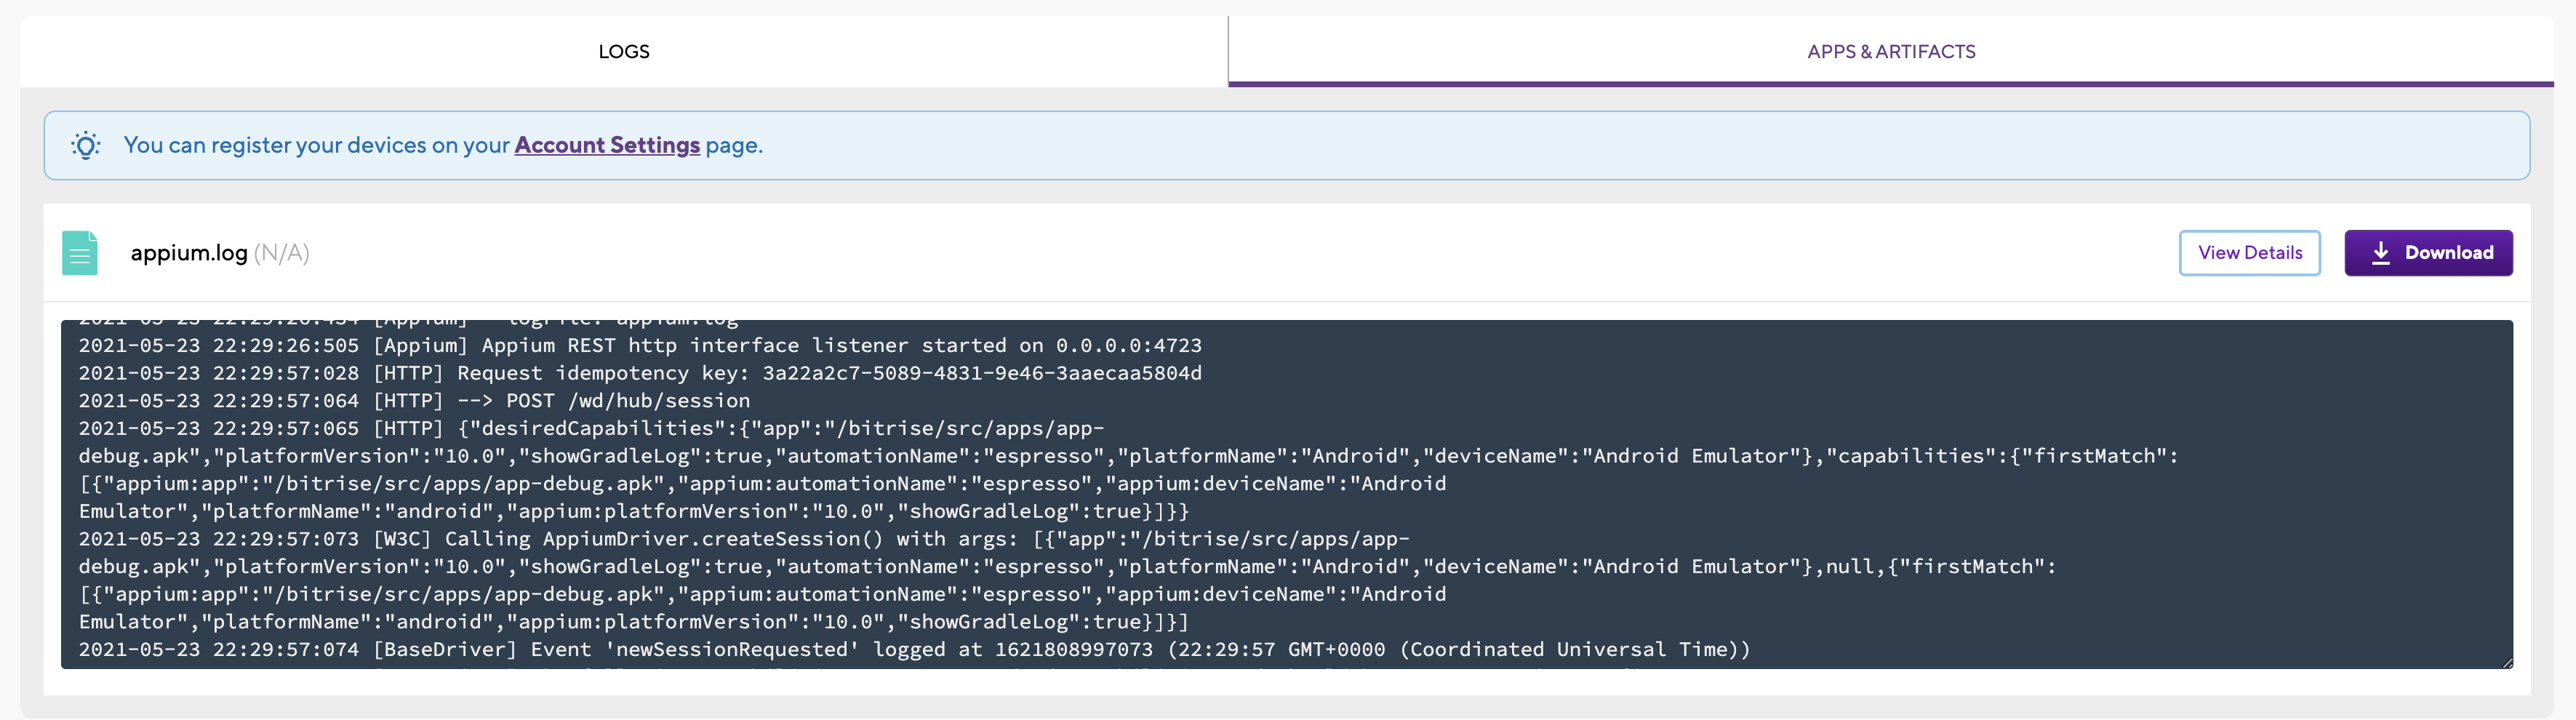 LOGS
APPS & ARTIFACTS
You can register your devices on your Account Settings page.
appium.log (N/A)
View Details
Download
2021-05-23 22:29:26:505 [Appium] Appium REST http interface listener started on 0.0.0.0:4723
2021-05-23 22:29:57:028 [HTTP] Request idempotency key: 3a22a2c7-5089-4831-9e46-3aaecaa5804d
2021-05-23 22:29:57:064 [HTTP] --> POST /wd/hub/session
2021-05-23 22:29:57:065 [HTTP] {"desiredCapabilities":{"app":"/bitrise/src/apps/app-
debug.apk","platformVersion":"10.0","showGradleLog":true,"automationName":"espresso","platformName":"Android","deviceName":"Android Emulator"},"capabilities":{"firstMatch":
[{"appium:app":"/bitrise/src/apps/app-debug.apk","appium:automationName":"espresso","appium:deviceName":"Android
Emulator","platformName":"android","appium:platformVersion":"10.0","showGradleLog":true}]}}
2021-05-23 22:29:57:073 [W3C] Calling AppiumDriver.createSession() with args: [{"app":"/bitrise/src/apps/app-
debug.apk","platformVersion":"10.0","showGradleLog":true,"automationName":"espresso","platformName":"Android","deviceName":"Android Emulator"},null,{"firstMatch":
[{"appium:app":"/bitrise/src/apps/app-debug.apk","appium:automationName":"espresso","appium:deviceName":"Android
Emulator","platformName":"android","appium:platformVersion":"10.0","showGradleLog":true}]}]
2021-05-23 22:29:57:074 [BaseDriver] Event 'newSessionRequested' logged at 1621808997073 (22:29:57 GMT+0000 (Coordinated Universal Time))